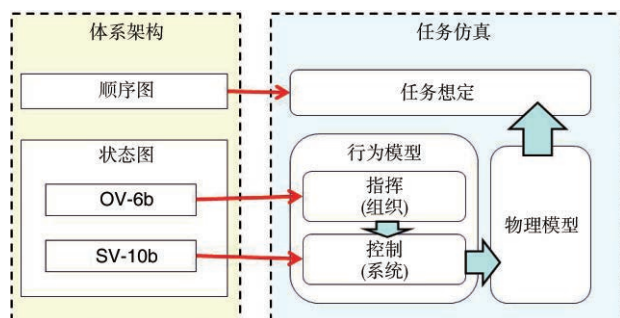 体系架构
任务仿真
顺序图
任务想定
状态图
行为模型
OV-6b
指挥
(组织)
SV-10b
控制
(系统)
物理模型